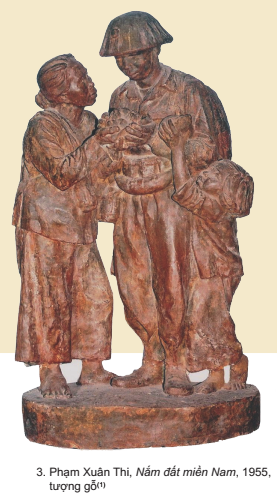 3. Phạm Xuân Thi, Nắm đất miền Nam, 1955,
tượng gỗ(1)